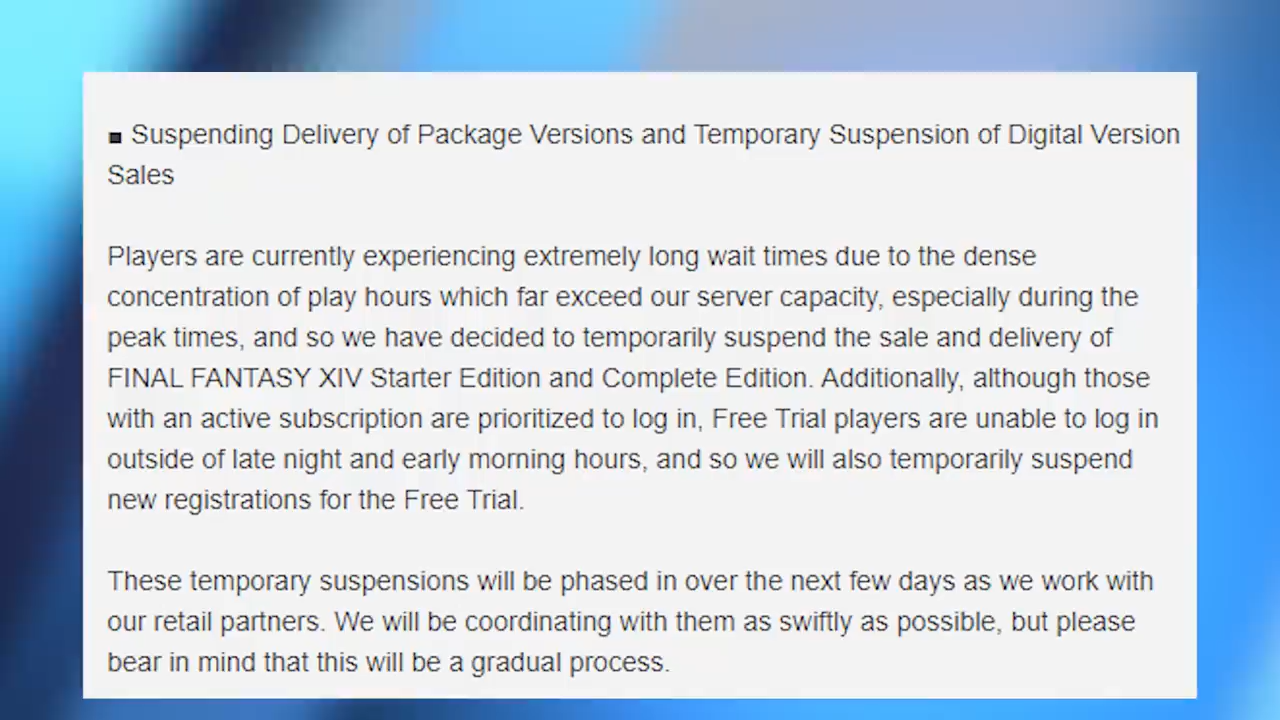 ■ Suspending Delivery of Package Versions and Temporary Suspension of Digital Version
Sales
Players are currently experiencing extremely long wait times due to the dense
concentration of play hours which far exceed our server capacity, especially during the
peak times, and so we have decided to temporarily suspend the sale and delivery of
FINAL FANTASY XIV Starter Edition and Complete Edition. Additionally, although those
with an active subscription are prioritized to log in, Free Trial players are unable to log in
outside of late night and early morning hours, and so we will also temporarily suspend
new registrations for the Free Trial.
These temporary suspensions will be phased in over the next few days as we work with
our retail partners. We will be coordinating with them as swiftly as possible, but please
bear in mind that this will be a gradual process.